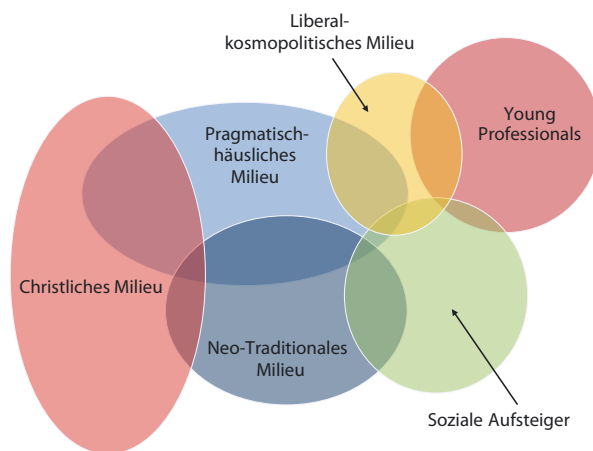 Liberal-
kosmopolitisches Milieu
Young
Professionals
Pragmatisch-
häusliches
Milieu
Christliches Milieu
Neo-Traditionales
Milieu
Soziale Aufsteiger